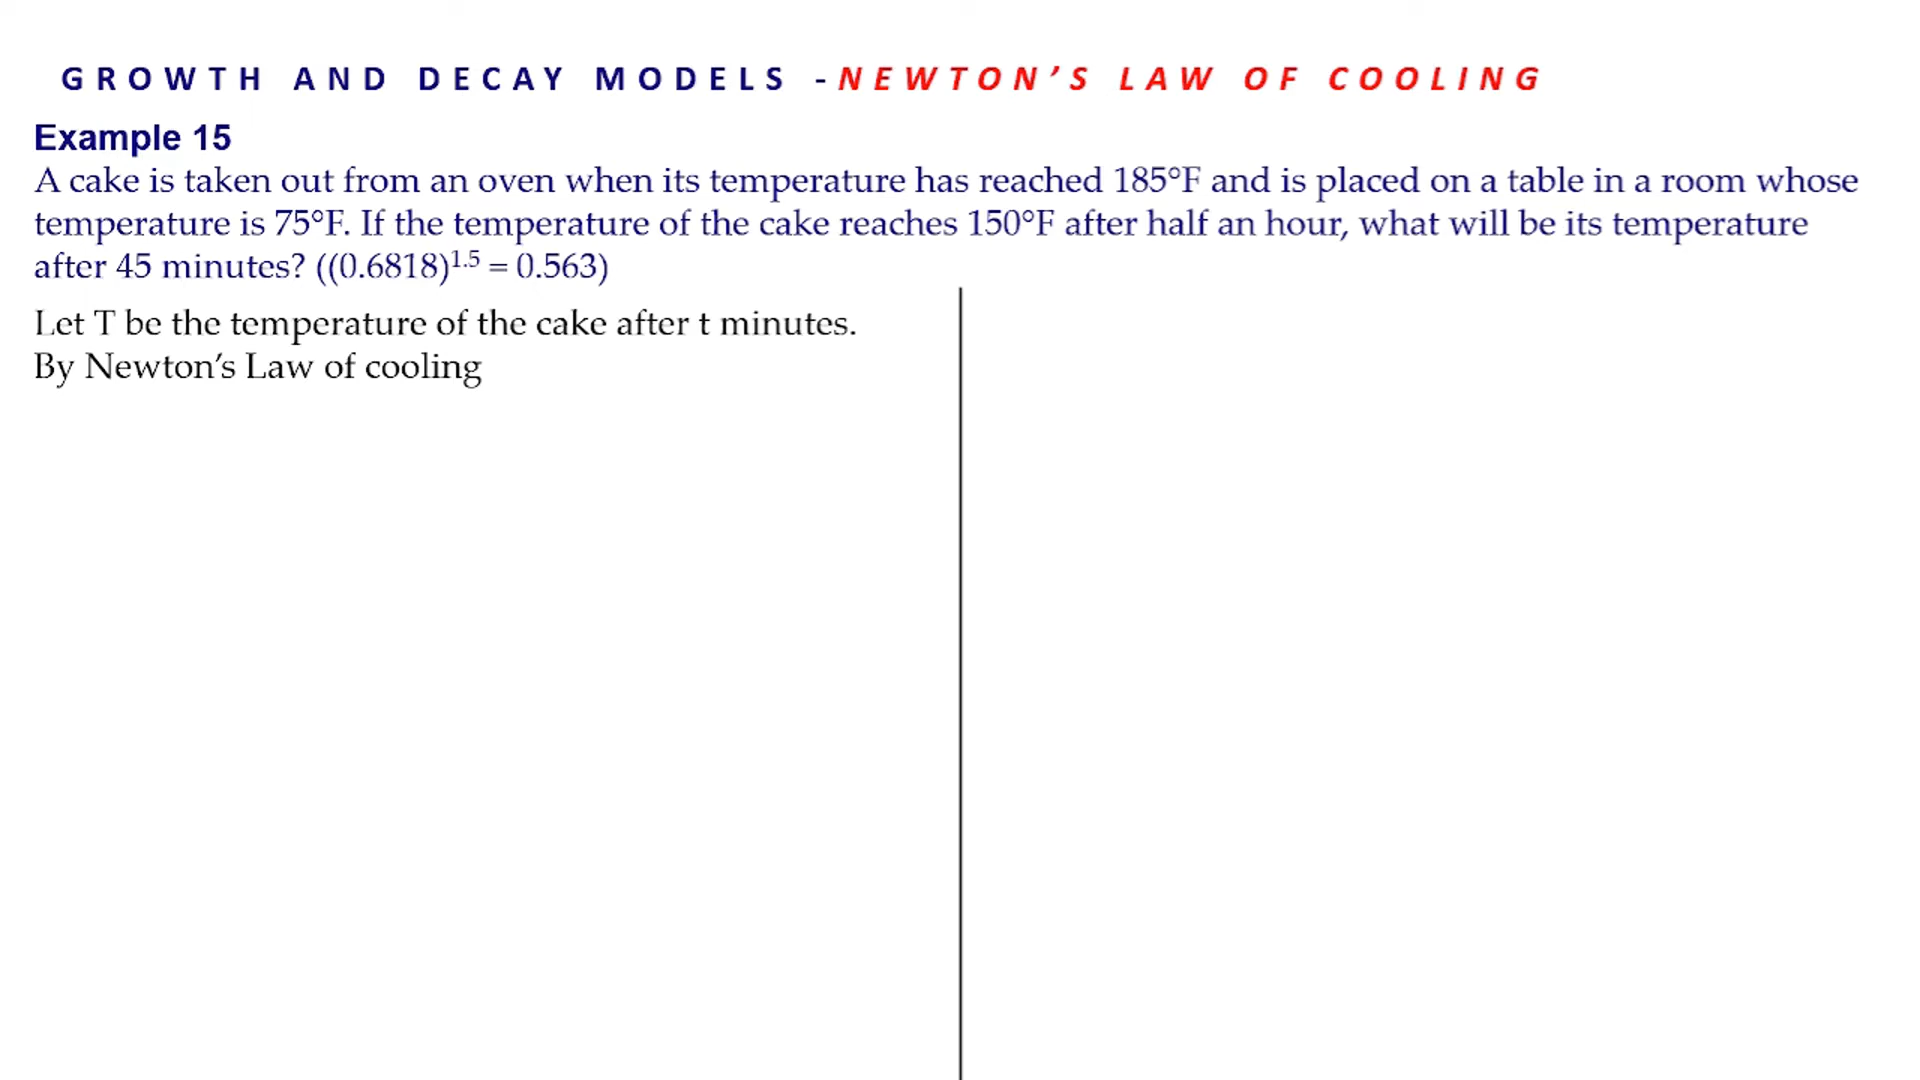 GROWTH AND DECAY MODELS -NEWTON’S LAW OF COOLING
Example 15
A cake is taken out from an oven when its temperature has reached 185°F and is placed on a table in a room whose
temperature is 75°F. If the temperature of the cake reaches 150°F after half an hour, what will be its temperature
after 45 minutes? ((0.6818)^1.5 = 0.563)
Let T be the temperature of the cake after t minutes.
By Newton’s Law of cooling